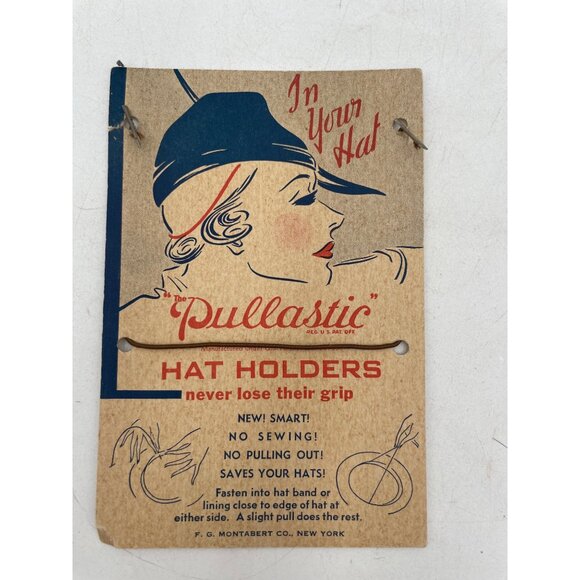 In
Your
Hat
"The
Pullastic"
REG. U.S. PAT. OFF.
Manufactured Under
HAT HOLDERS
never lose their grip
NEW! SMART!
NO SEWING!
NO PULLING OUT!
SAVES YOUR HATS!
Fasten into hat band or
lining close to edge of hat at
either side. A slight pull does the rest.
F. G. MONTABERT CO., NEW YORK